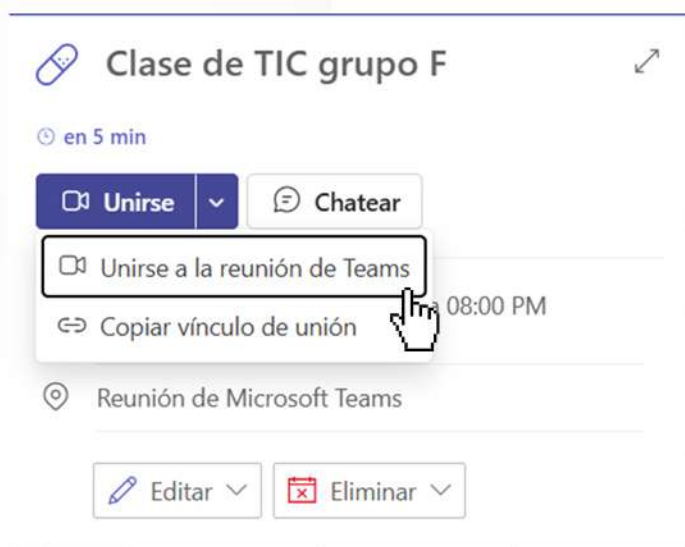 Clase de TIC grupo F
en 5 min
Unirse
Chatear
Unirse a la reunión de Teams
08:00 PM
Copiar vínculo de unión
Reunión de Microsoft Teams
Editar
Eliminar